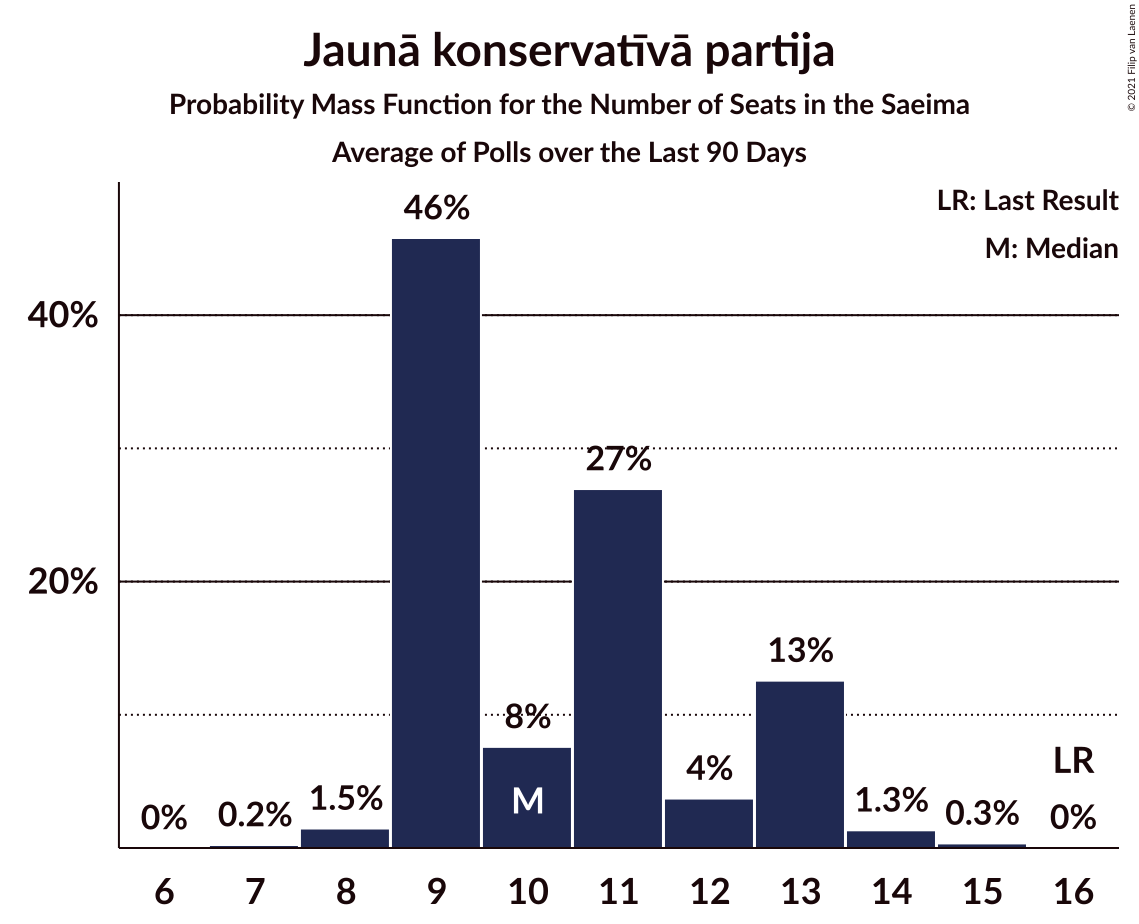 Jaunā konservatīvā partija
Probability Mass Function for the Number of Seats in the Saeima
Average of Polls over the Last 90 Days
© 2021 Filip van Laenen
LR: Last Result
M: Median
40%
20%
0%
0.2%
1.5%
46%
8%
M
27%
4%
13%
1.3%
0.3%
LR
0%
6 7 8 9 10 11 12 13 14 15 16